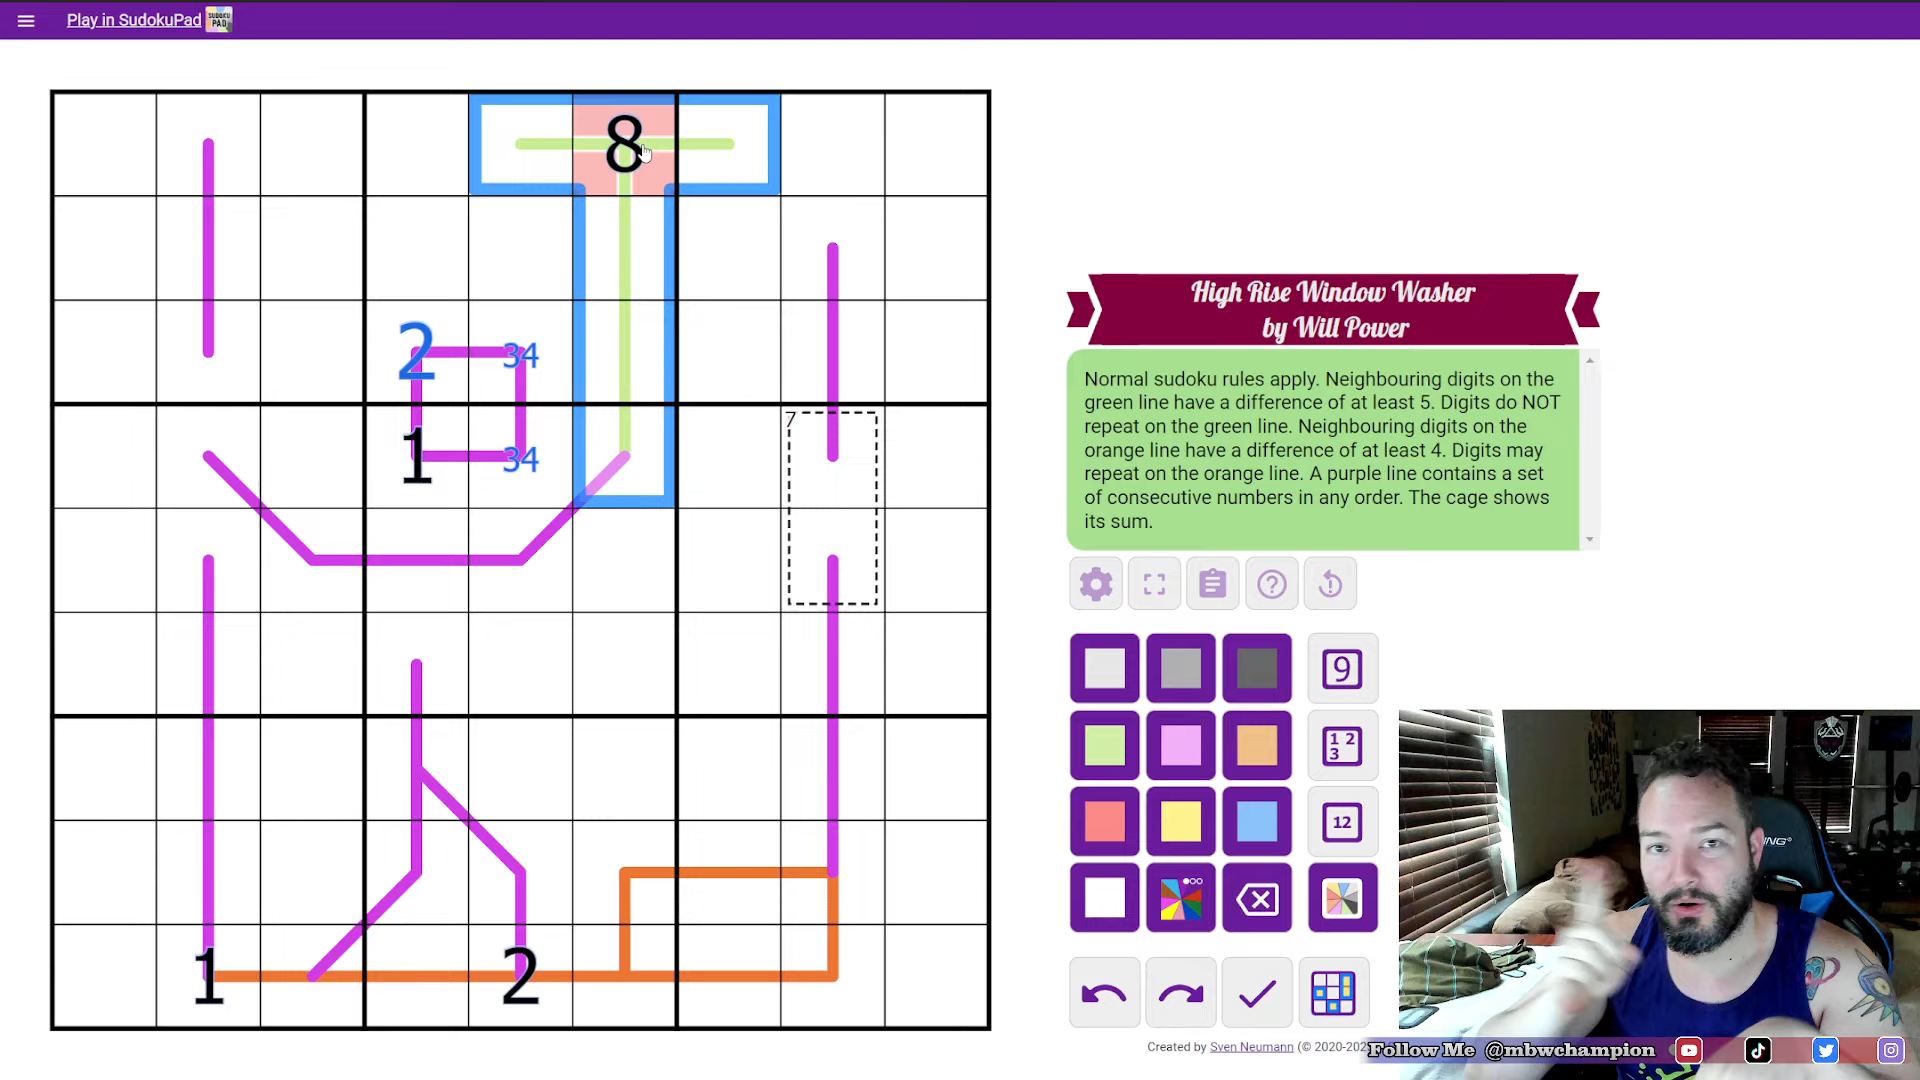 Play in SudokuPad
SUDOKU
PAD
8
2
34
1
34
7
1
2
High Rise Window Washer
by Will Power
Normal sudoku rules apply. Neighbouring digits on the
green line have a difference of at least 5. Digits do NOT
repeat on the green line. Neighbouring digits on the
orange line have a difference of at least 4. Digits may
repeat on the orange line. A purple line contains a set
of consecutive numbers in any order. The cage shows
its sum.
9
1 2
3
12
Created by Sven Neumann (© 2020-202
Follow Me @mbwchampion